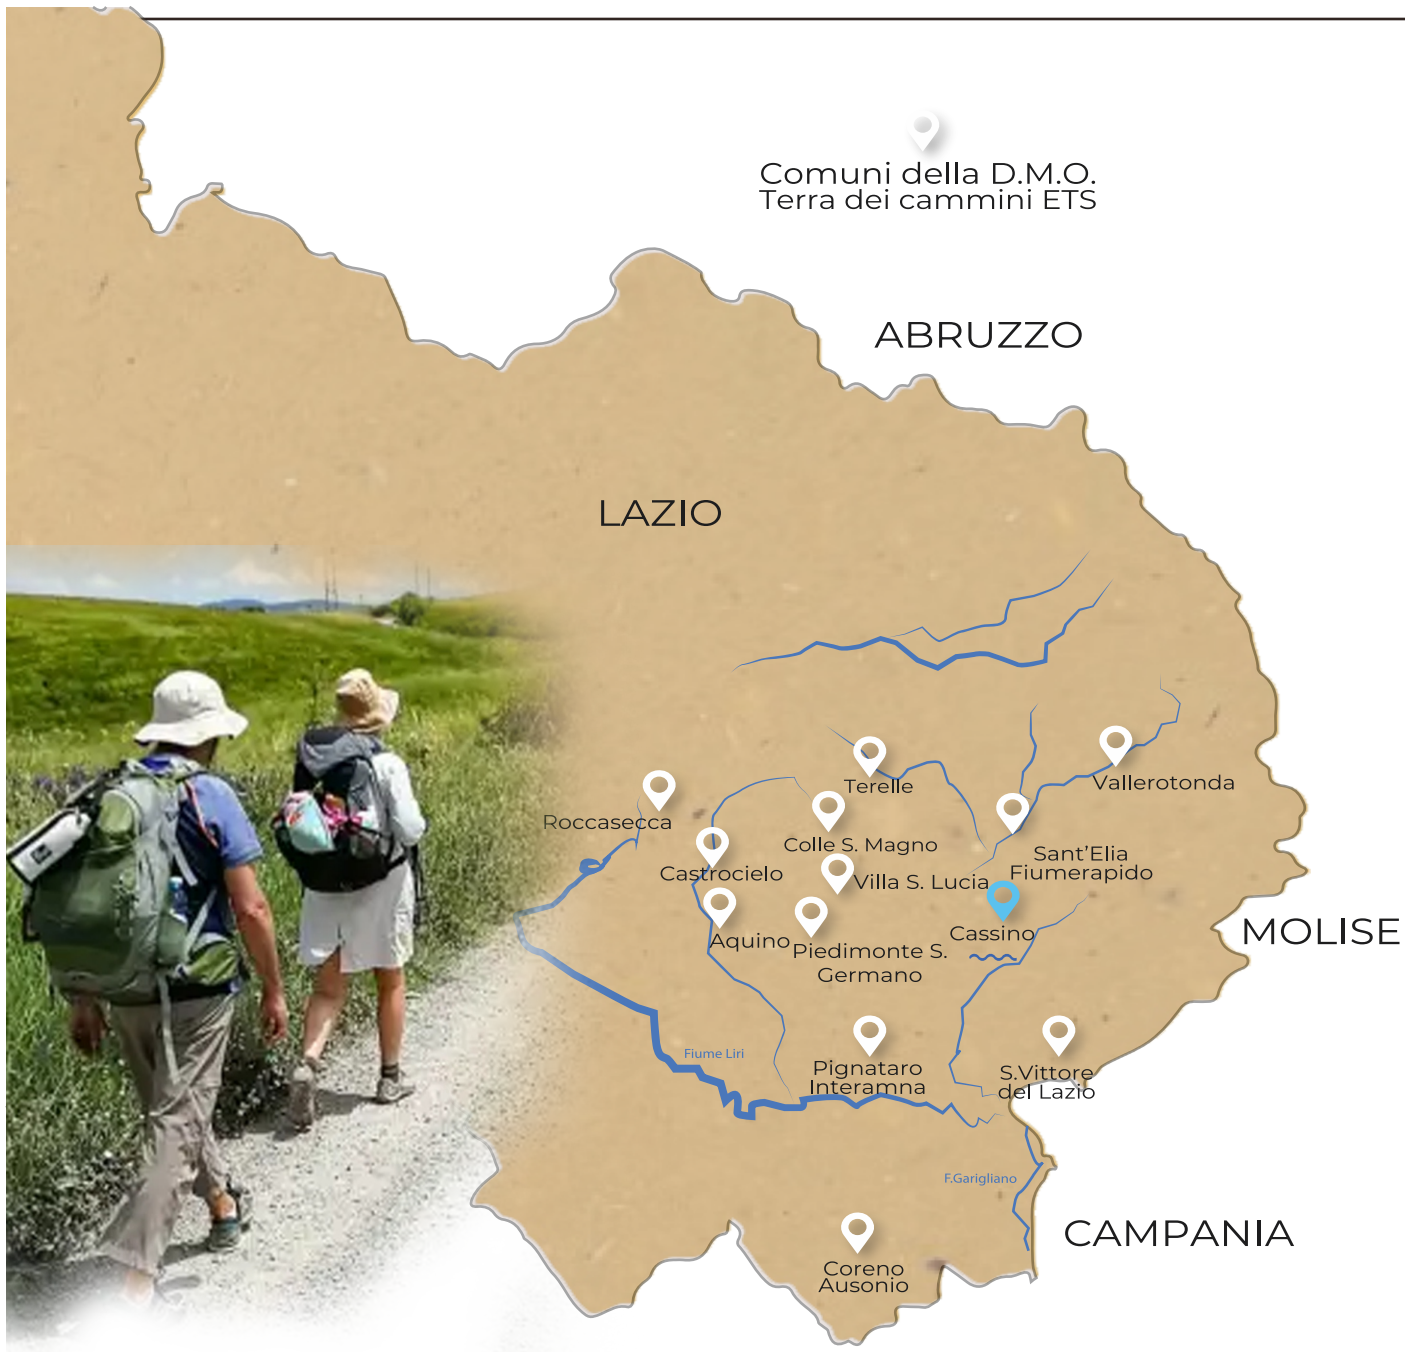 Comuni della D.M.O.
Terra dei cammini ETS
ABRUZZO
LAZIO
Terelle
Vallerotonda
Roccasecca
Colle S. Magno
Sant'Elia
Fiumerapido
Castrocielo
Villa S. Lucia
Cassino
Aquino
Piedimonte S.
Germano
MOLISE
Fiume Liri
Pignataro
Interamna
S.Vittore
del Lazio
F.Garigliano
CAMPANIA
Coreno
Ausonio